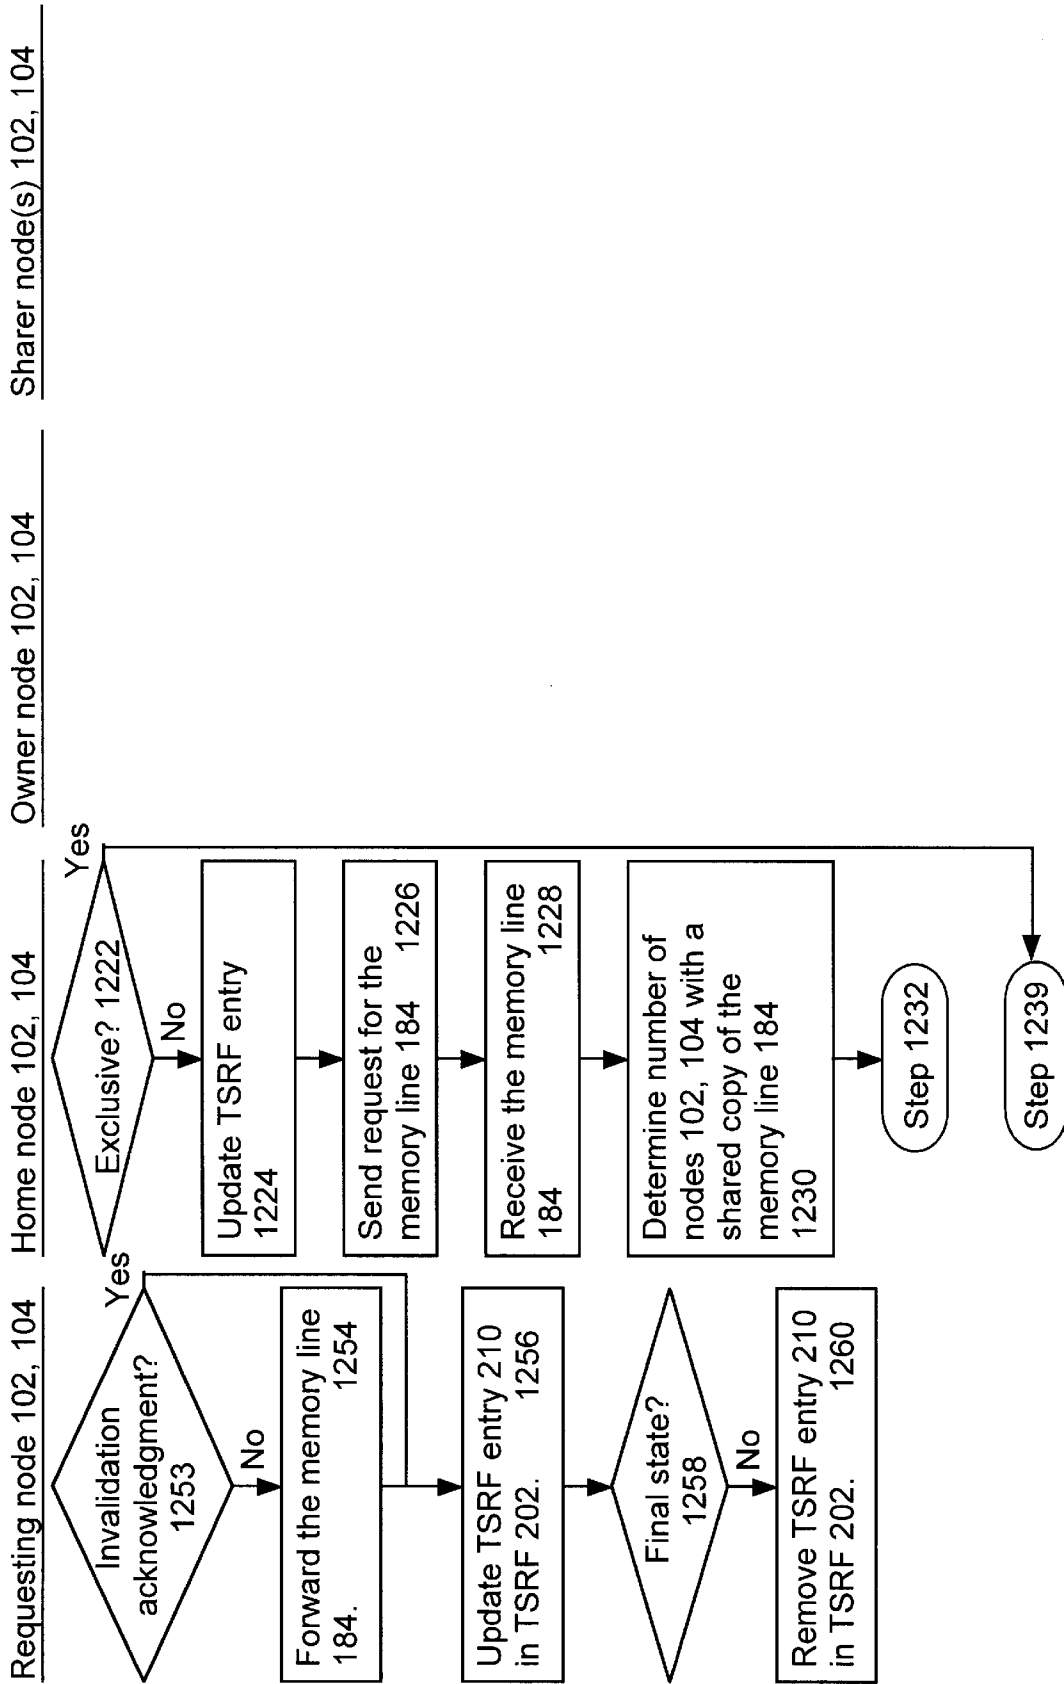 Requesting node 102, 104
Invalidation
acknowledgment?
1253
Yes
No
Forward the memory line
184. 1254
Update TSRF entry 210
in TSRF 202. 1256
Final state?
1258
No
Remove TSRF entry 210
in TSRF 202. 1260
Home node 102, 104
Exclusive? 1222
Yes
No
Update TSRF entry
1224
Send request for the
memory line 184 1226
Receive the memory line
184 1228
Determine number of
nodes 102, 104 with a
shared copy of the
memory line 184
1230
Step 1232
Step 1239
Owner node 102, 104
Sharer node(s) 102, 104